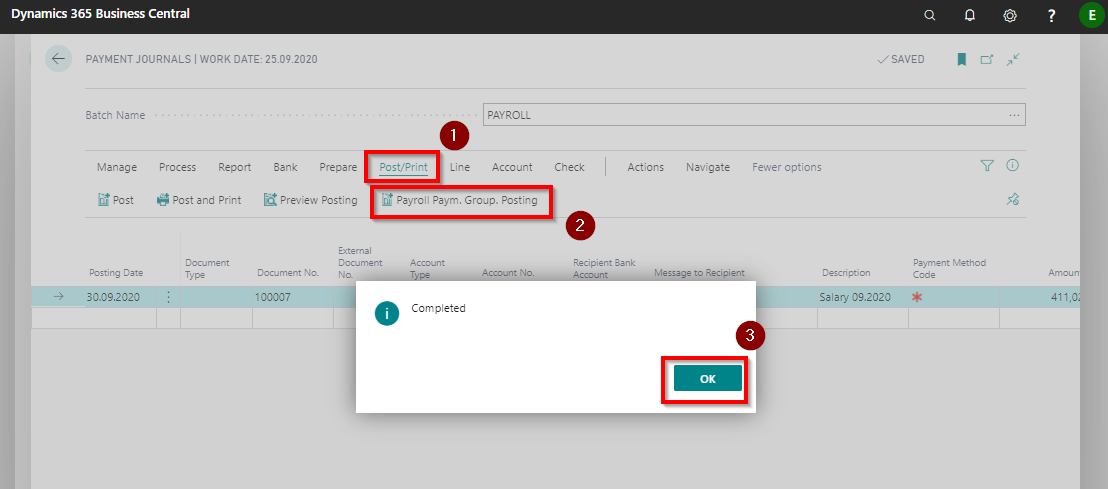 Dynamics 365 Business Central
?
E
PAYMENT JOURNALS | WORK DATE: 25.09.2020
SAVED
Batch Name
PAYROLL
...
1
Manage
Process
Report
Bank
Prepare
Post/Print
Line
Account
Check
Actions
Navigate
Fewer options
Post
Post and Print
Preview Posting
Payroll Paym. Group. Posting
2
Posting Date
Document Type
Document No.
External Document No.
Account Type
Account No.
Recipient Bank Account
Message to Recipient
Description
Payment Method Code
Amoun
30.09.2020
100007
Salary 09.2020
411,02
Completed
3
OK